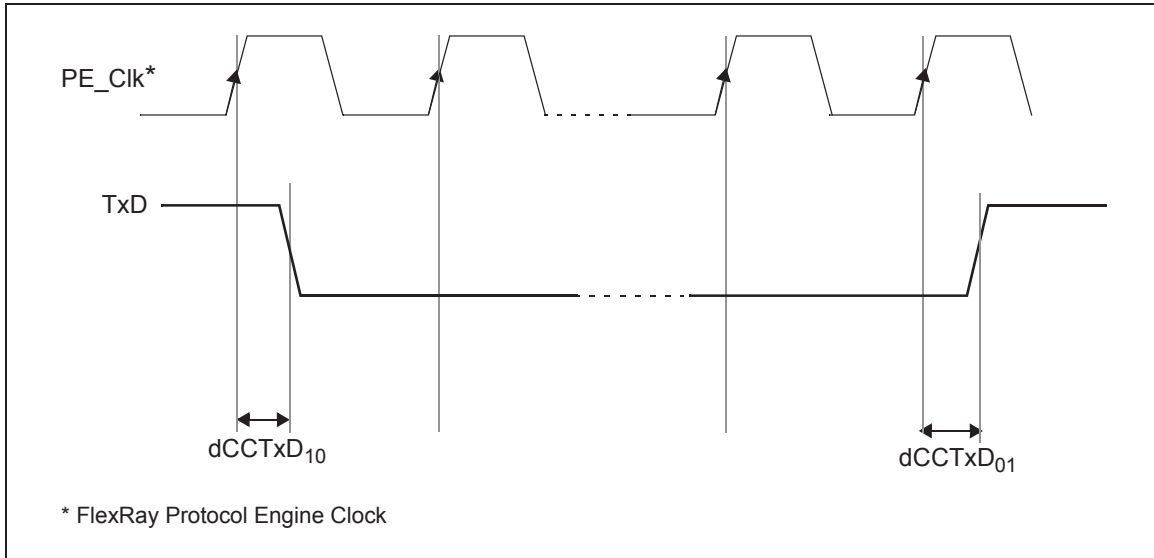 PE_Clk*
TxD
dCCTxD10
dCCTxD01
* FlexRay Protocol Engine Clock